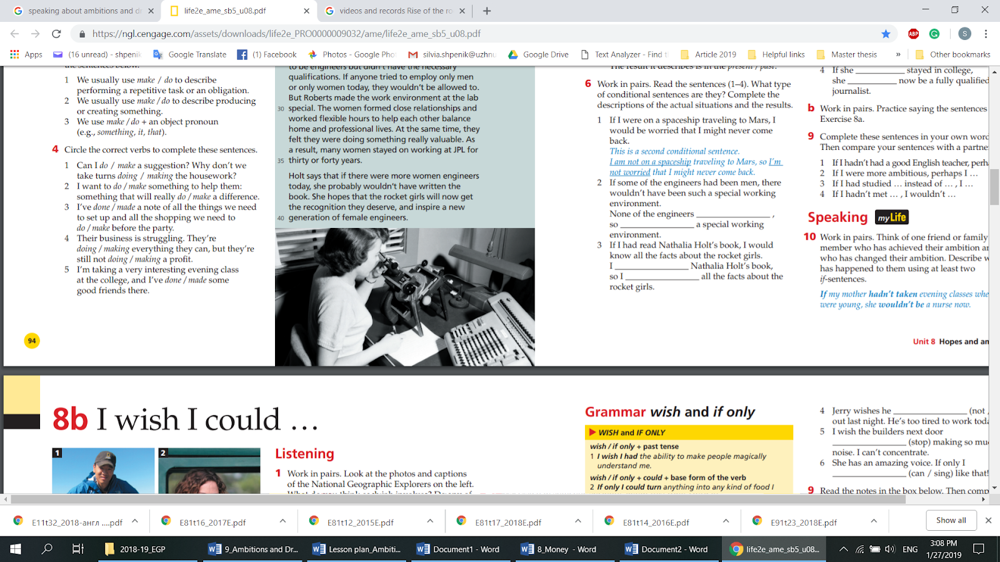 speaking about ambitions and dr
life2e_ame_sb5_u08.pdf
videos and records Rise of the ro
https://ngl.cengage.com/assets/downloads/life2e_PRO0000009032/ame/life2e_ame_sb5_u08.pdf
ABP
S
Apps
(16 unread) - shpenik
Google Translate
(1) Facebook
Photos - Google Pho
silvia.shpenik@uzhnu
Google Drive
Text Analyzer - Find t
Article 2019
Helpful links
Master thesis
»
Other bookmarks
the sentences below.
1 We usually use make / do to describe
performing a repetitive task or an obligation.
2 We usually use make / do to describe producing
or creating something.
3 We use make / do + an object pronoun
(e.g., something, it, that).
4 Circle the correct verbs to complete these sentences.
1 Can I do / make a suggestion? Why don't we
take turns doing / making the housework?
2 I want to do / make something to help them:
something that will really do / make a difference.
3 I've done / made a note of all the things we need
to set up and all the shopping we need to
do / make before the party.
4 Their business is struggling. They're
doing / making everything they can, but they're
still not doing / making a profit.
5 I'm taking a very interesting evening class
at the college, and I've done / made some
good friends there.
94
to be engineers but didn't have the necessary
qualifications. If anyone tried to employ only men
or only women today, they wouldn't be allowed to.
But Roberts made the work environment at the lab
30 special. The women formed close relationships and
worked flexible hours to help each other balance
home and professional lives. At the same time, they
felt they were doing something really valuable. As
a result, many women stayed on working at JPL for
35 thirty or forty years.
Holt says that if there were more women engineers
today, she probably wouldn't have written the
book. She hopes that the rocket girls will now get
the recognition they deserve, and inspire a new
40 generation of female engineers.
The result it describes is in the present / past.
6 Work in pairs. Read the sentences (1–4). What type
of conditional sentences are they? Complete the
descriptions of the actual situations and the results.
1 If I were on a spaceship traveling to Mars, I
would be worried that I might never come
back.
This is a second conditional sentence.
I am not on a spaceship traveling to Mars, so I'm
not worried that I might never come back.
2 If some of the engineers had been men, there
wouldn't have been such a special working
environment.
None of the engineers ____________ ,
so ____________ a special working
environment.
3 If I had read Nathalia Holt's book, I would
know all the facts about the rocket girls.
I ____________ Nathalia Holt's book,
so I ____________ all the facts about the
rocket girls.
4 If she ____________ stayed in college,
she ____________ now be a fully qualified
journalist.
b Work in pairs. Practice saying the sentences
Exercise 8a.
9 Complete these sentences in your own word
Then compare your sentences with a partne
1 If I hadn't had a good English teacher, perh
2 If I were more ambitious, perhaps I …
3 If I had studied … instead of … , I …
4 If I hadn't met … , I wouldn't …
Speaking myLife
10 Work in pairs. Think of one friend or family
member who has achieved their ambition an
who has changed their ambition. Describe w
has happened to them using at least two
if-sentences.
If my mother hadn't taken evening classes whe
were young, she wouldn't be a nurse now.
Unit 8 Hopes and am
8b I wish I could …
1
2
Listening
1 Work in pairs. Look at the photos and captions
of the National Geographic Explorers on the left.
Grammar wish and if only
WISH and IF ONLY
wish / if only + past tense
1 I wish I had the ability to make people magically
understand me.
wish / if only + could + base form of the verb
2 If only I could turn anything into any kind of food I
4 Jerry wishes he ____________ (not
out last night. He's too tired to work toda
5 I wish the builders next door
____________ (stop) making so mu
noise. I can't concentrate.
6 She has an amazing voice. If only I
____________ (can / sing) like that!
9 Read the notes in the box below. Then comp
E11t32_2018-англ ....pdf
E81t16_2017E.pdf
E81t12_2015E.pdf
E81t17_2018E.pdf
E81t14_2016E.pdf
E91t23_2018E.pdf
Show all
2018-19_EGP
9_Ambitions and Dr...
Lesson plan_Ambiti...
Document1 - Word
8_Money - Word
Document2 - Word
life2e_ame_sb5_u08...
ENG
3:08 PM
1/27/2019